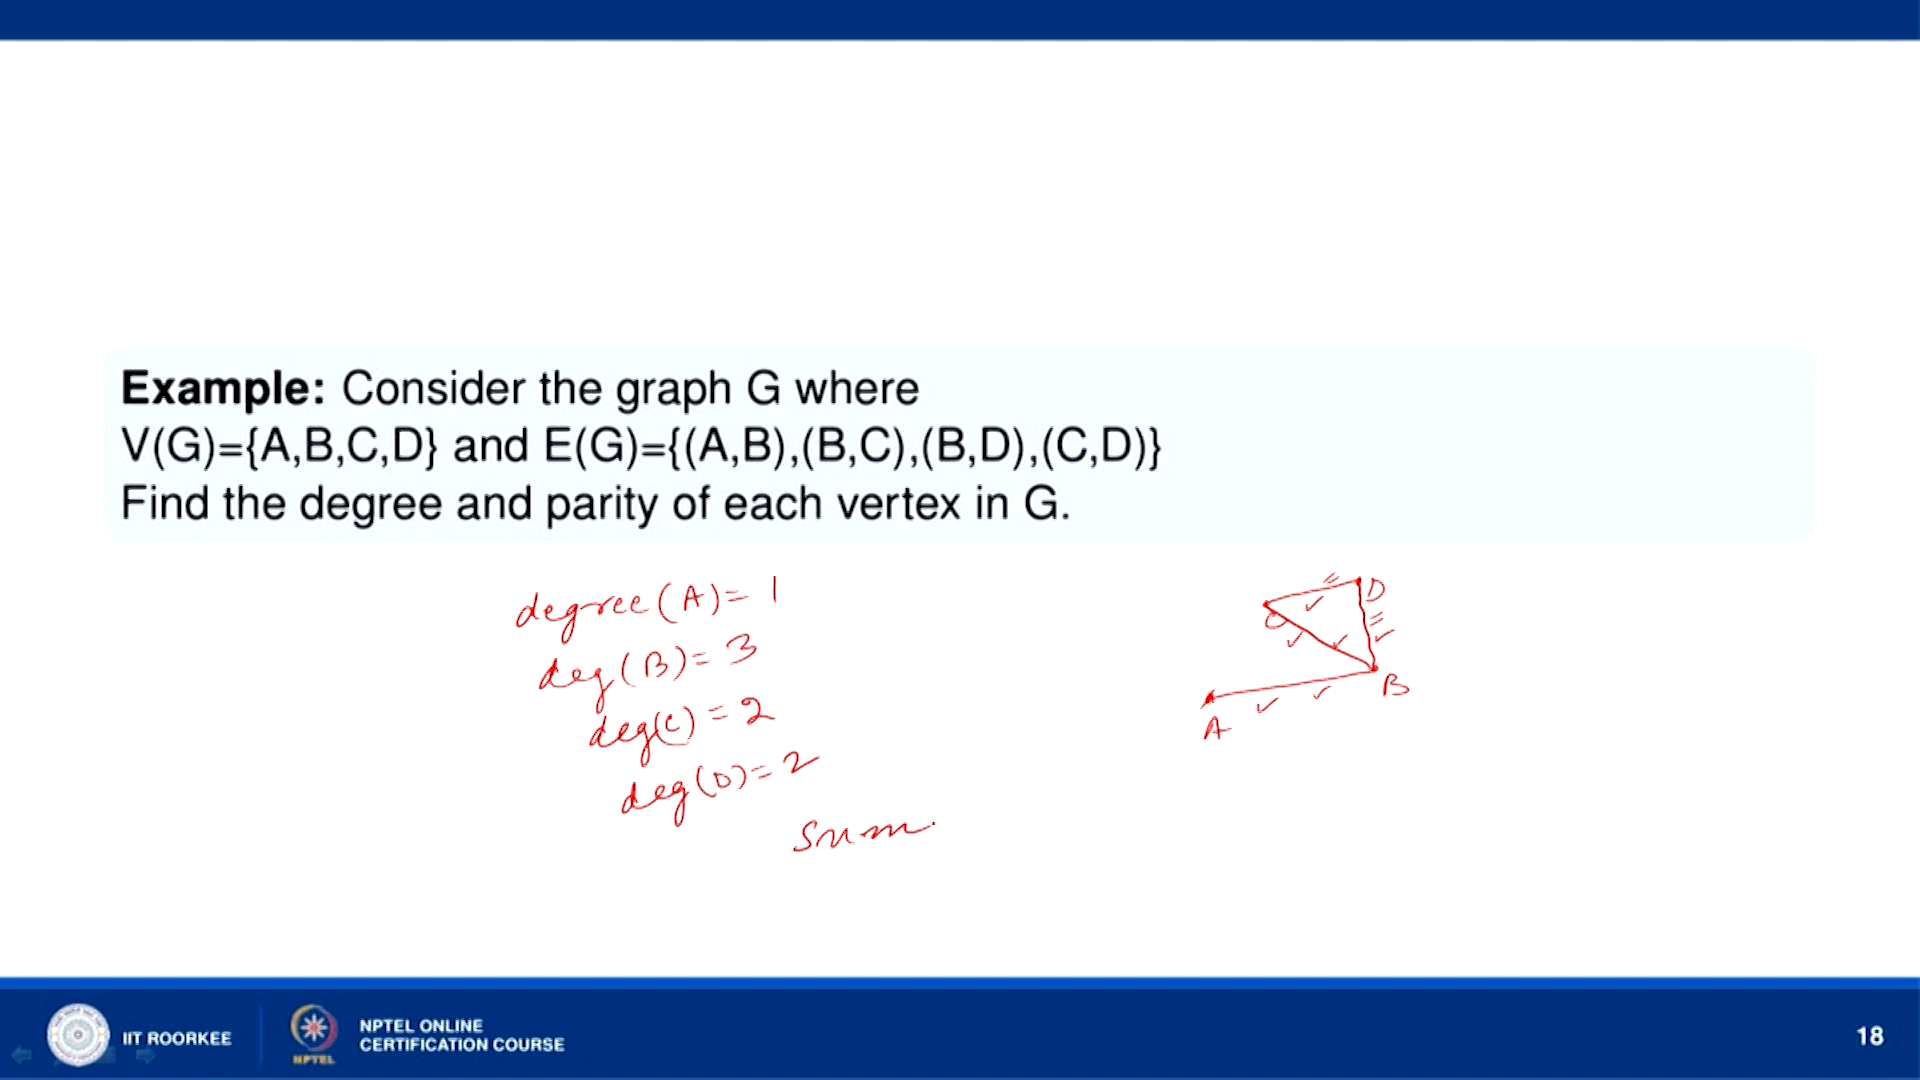 Example: Consider the graph G where
V(G)={A,B,C,D} and E(G)={(A,B),(B,C),(B,D),(C,D)}
Find the degree and parity of each vertex in G.
degree(A)= 1
deg(B)= 3
deg(C) = 2
deg(D)= 2
Sum
D
C
B
A
IIT ROORKEE
NPTEL
NPTEL ONLINE
CERTIFICATION COURSE
18